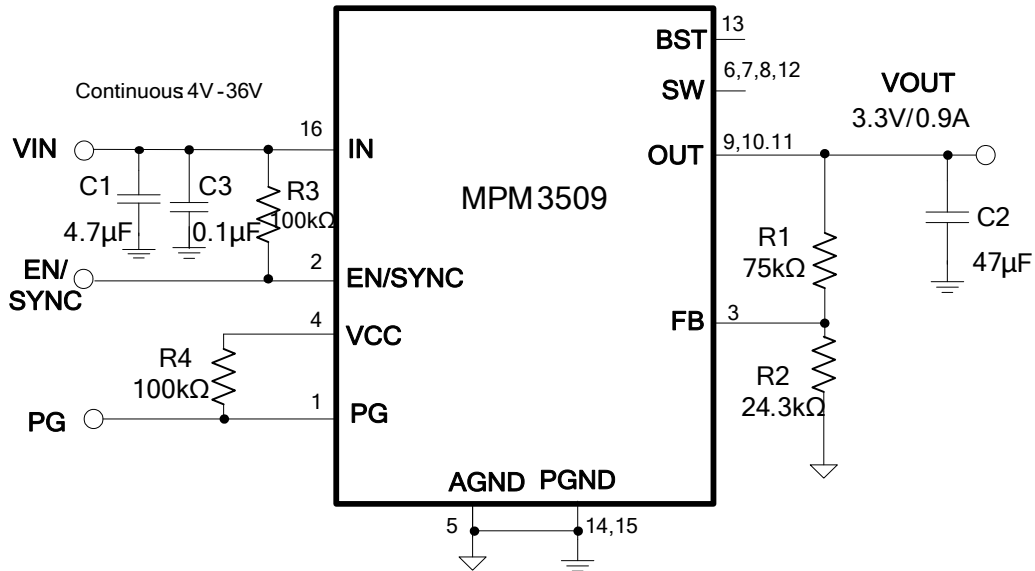 Continuous: 4V-36V
VIN
16
IN
C1
4.7µF
C3
0.1µF
R3
100kΩ
EN/
SYNC
2
EN/SYNC
4
VCC
R4
100kΩ
PG
1
PG
MPM3509
BST
13
SW
6,7,8,12
OUT
9,10.11
VOUT
3.3V/0.9A
R1
75kΩ
C2
47µF
FB
3
R2
24.3kΩ
AGND
PGND
5
14,15